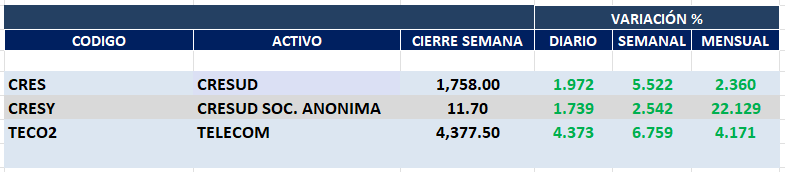 VARIACIÓN %
CODIGO ACTIVO CIERRE SEMANA DIARIO SEMANAL MENSUAL
CRES CRESUD 1,758.00 1.972 5.522 2.360
CRESY CRESUD SOC. ANONIMA 11.70 1.739 2.542 22.129
TECO2 TELECOM 4,377.50 4.373 6.759 4.171